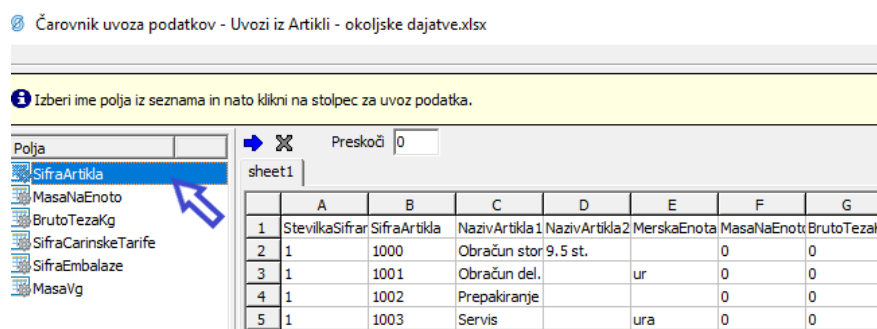 Čarovnik uvoza podatkov - Uvozi iz Artikli - okoljske dajatve.xlsx
Izberi ime polja iz seznama in nato klikni na stolpec za uvoz podatka.
Polja
Preskoči 0
sheet1
SifraArtikla
MasaNaEnoto
BrutoTezaKg
SifraCarinskeTarife
SifraEmbalaze
MasaVg
A B C D E F G
1 StevilkaSifrar SifraArtikla NazivArtikla1 NazivArtikla2 MerskaEnota MasaNaEnoto BrutoTezaK
2 1 1000 Obračun stor 9.5 st. 0 0
3 1 1001 Obračun del. ur 0 0
4 1 1002 Prepakiranje 0 0
5 1 1003 Servis ura 0 0